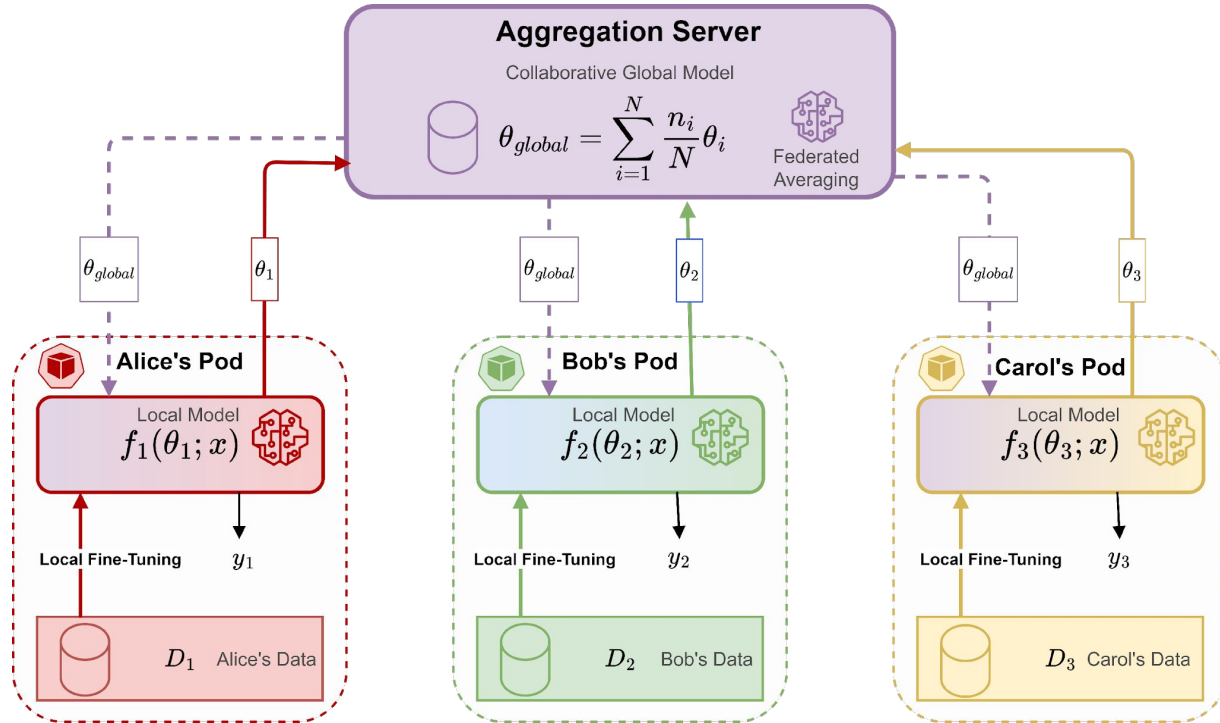 Aggregation Server
Collaborative Global Model
θ_global = ∑_{i=1}^{N} n_i/N θ_i
Federated
Averaging
θ_global
θ_1
θ_global
θ_2
θ_global
θ_3
Alice's Pod
Local Model
f_1(θ_1; x)
Local Fine-Tuning
y_1
D_1 Alice's Data
Bob's Pod
Local Model
f_2(θ_2; x)
Local Fine-Tuning
y_2
D_2 Bob's Data
Carol's Pod
Local Model
f_3(θ_3; x)
Local Fine-Tuning
y_3
D_3 Carol's Data